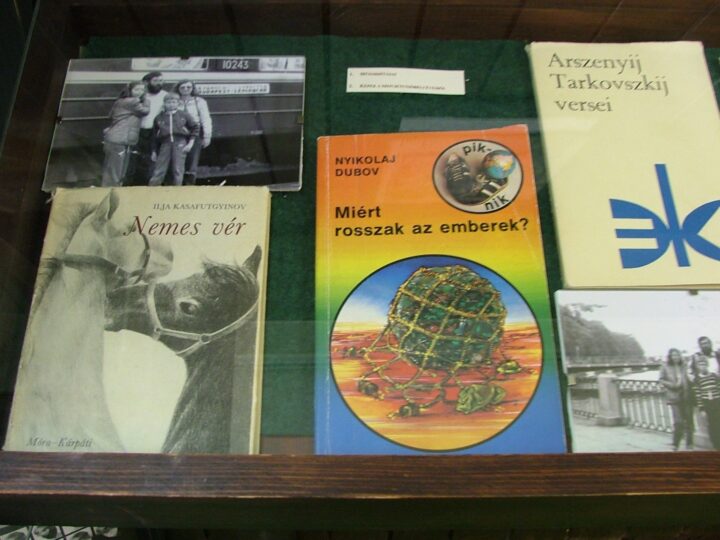 10243
Arszenyij
Tarkovszkij
versei
NYIKOLAJ
DUBOV
pik-
nik
Miért
rosszak az emberek?
ILJA KASAFUTGYINOV
Nemes vér
Móra - Kárpáti